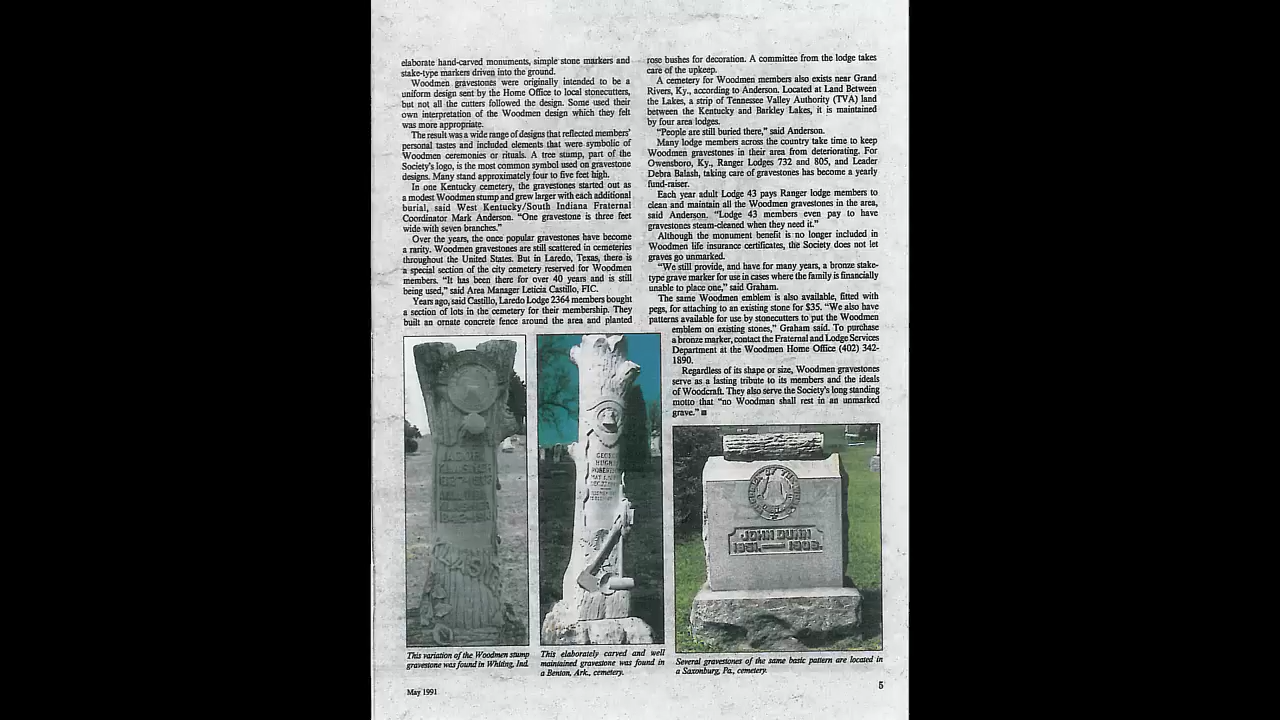 elaborate hand-carved monuments, simple stone markers and
stake-type markers driven into the ground.
Woodmen gravestones were originally intended to be a
uniform design sent by the Home Office to local stonecutters,
but not all the cutters followed the design. Some used their
own interpretation of the Woodmen design which they felt
was more appropriate.
The result was a wide range of designs that reflected members'
personal tastes and included elements that were symbolic of
Woodmen ceremonies or rituals. A tree stump, part of the
Society's logo, is the most common symbol used on gravestone
designs. Many stand approximately four to five feet high.
In one Kentucky cemetery, the gravestones started out as
a modest Woodmen stump and grew larger with each additional
burial, said West Kentucky/South Indiana Fraternal
Coordinator Mark Anderson. "One gravestone is three feet
wide with seven branches."
Over the years, the once popular gravestones have become
a rarity. Woodmen gravestones are still scattered in cemeteries
throughout the United States. But in Laredo, Texas, there is
a special section of the city cemetery reserved for Woodmen
members. "It has been there for over 40 years and is still
being used," said Area Manager Leticia Castillo, FIC.
Years ago, said Castillo, Laredo Lodge 2364 members bought
a section of lots in the cemetery for their membership. They
built an ornate concrete fence around the area and planted
rose bushes for decoration. A committee from the lodge takes
care of the upkeep.
A cemetery for Woodmen members also exists near Grand
Rivers, Ky., according to Anderson. Located at Land Between
the Lakes, a strip of Tennessee Valley Authority (TVA) land
between the Kentucky and Barkley Lakes, it is maintained
by four area lodges.
"People are still buried there," said Anderson.
Many lodge members across the country take time to keep
Woodmen gravestones in their area from deteriorating. For
Owensboro, Ky., Ranger Lodges 732 and 805, and Leader
Debra Balash, taking care of gravestones has become a yearly
fund-raiser.
Each year adult Lodge 43 pays Ranger lodge members to
clean and maintain all the Woodmen gravestones in the area,
said Anderson. "Lodge 43 members even pay to have
gravestones steam-cleaned when they need it."
Although the monument benefit is no longer included in
Woodmen life insurance certificates, the Society does not let
graves go unmarked.
"We still provide, and have for many years, a bronze stake-
type grave marker for use in cases where the family is financially
unable to place one," said Graham.
The same Woodmen emblem is also available, fitted with
pegs, for attaching to an existing stone for $35. "We also have
patterns available for use by stonecutters to put the Woodmen
emblem on existing stones," Graham said. To purchase
a bronze marker, contact the Fraternal and Lodge Services
Department at the Woodmen Home Office (402) 342-
1890.
Regardless of its shape or size, Woodmen gravestones
serve as a lasting tribute to its members and the ideals
of Woodcraft. They also serve the Society's long standing
motto that "no Woodman shall rest in an unmarked
grave." ■
GEORGE
HUGH
JOHN DUNN
This variation of the Woodmen stump
gravestone was found in Whiting, Ind.
This elaborately carved and well
maintained gravestone was found in
a Benton, Ark., cemetery.
Several gravestones of the same basic pattern are located in
a Saxonburg, Pa., cemetery.
May 1991
5